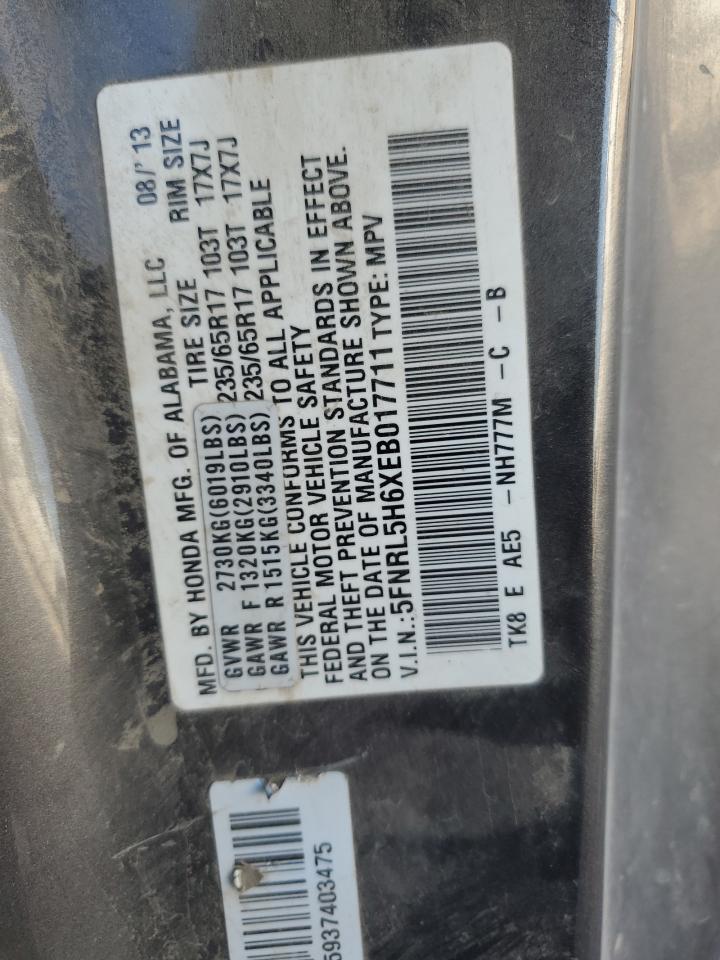 MFD. BY HONDA MFG. OF ALABAMA, LLC 08/'13
TIRE SIZE RIM SIZE
GVWR 2730KG(6019LBS)
GAWR F 1320KG(2910LBS) 235/65R17 103T 17X7J
GAWR R 1515KG(3340LBS) 235/65R17 103T 17X7J
THIS VEHICLE CONFORMS TO ALL APPLICABLE
FEDERAL MOTOR VEHICLE SAFETY
AND THEFT PREVENTION STANDARDS IN EFFECT
ON THE DATE OF MANUFACTURE SHOWN ABOVE.
V.I.N.:5FNRL5H6XEB017711 TYPE: MPV
TK8 E AE5 -NH777M -C -B
5937403475